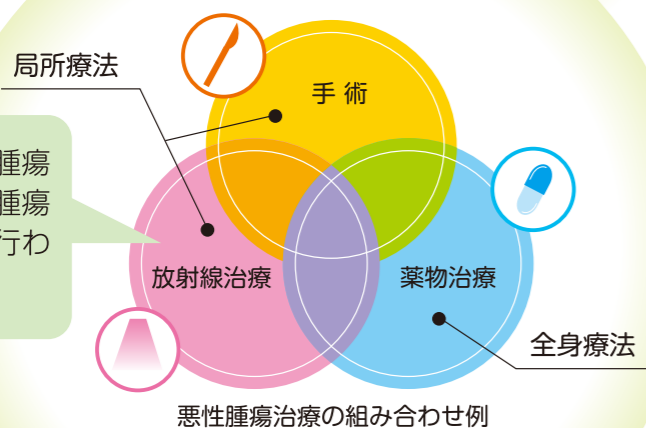 局所療法
手術
腫瘍
腫瘍
行わ
放射線治療
薬物治療
全身療法
悪性腫瘍治療の組み合わせ例